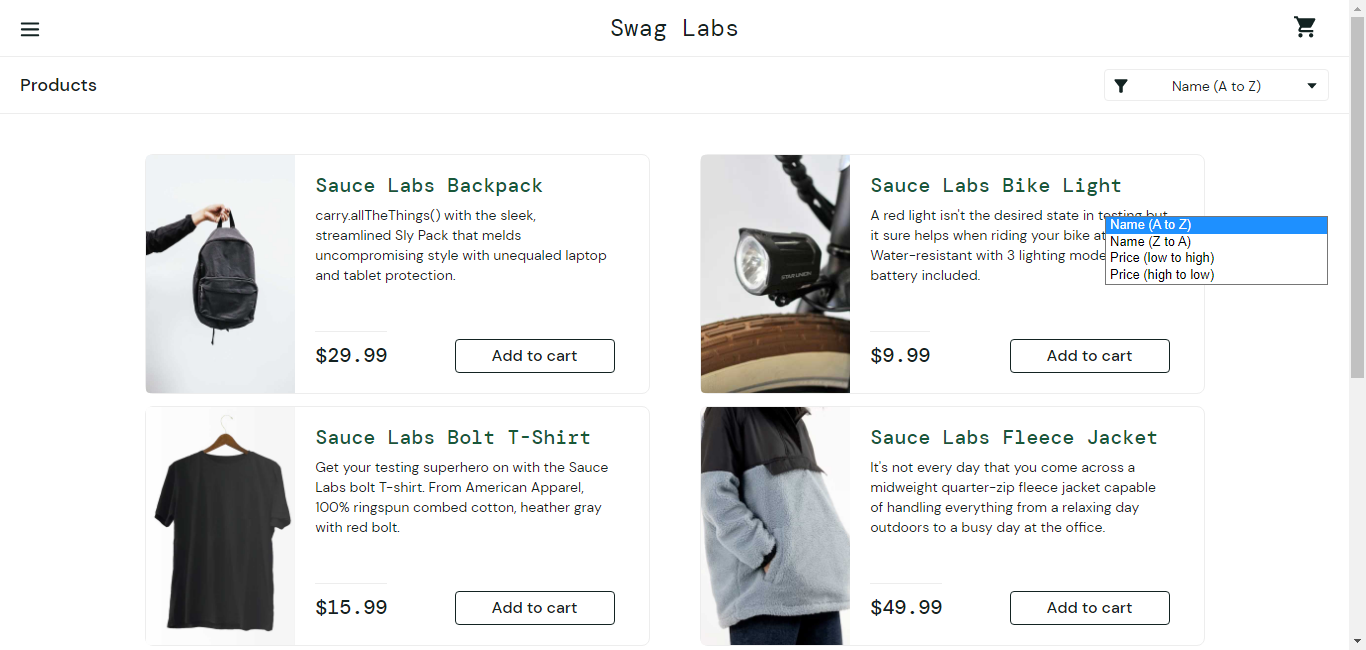 Swag Labs
Products
Name (A to Z)
Sauce Labs Backpack
carry.allTheThings() with the sleek,
streamlined Sly Pack that melds
uncompromising style with unequaled laptop
and tablet protection.
$29.99
Add to cart
Sauce Labs Bike Light
A red light isn't the desired state in testing but
it sure helps when riding your bike at
Water-resistant with 3 lighting mode
battery included.
STAR UNION
$9.99
Add to cart
Name (A to Z)
Name (Z to A)
Price (low to high)
Price (high to low)
Sauce Labs Bolt T-Shirt
Get your testing superhero on with the Sauce
Labs bolt T-shirt. From American Apparel,
100% ringspun combed cotton, heather gray
with red bolt.
$15.99
Add to cart
Sauce Labs Fleece Jacket
It's not every day that you come across a
midweight quarter-zip fleece jacket capable
of handling everything from a relaxing day
outdoors to a busy day at the office.
$49.99
Add to cart